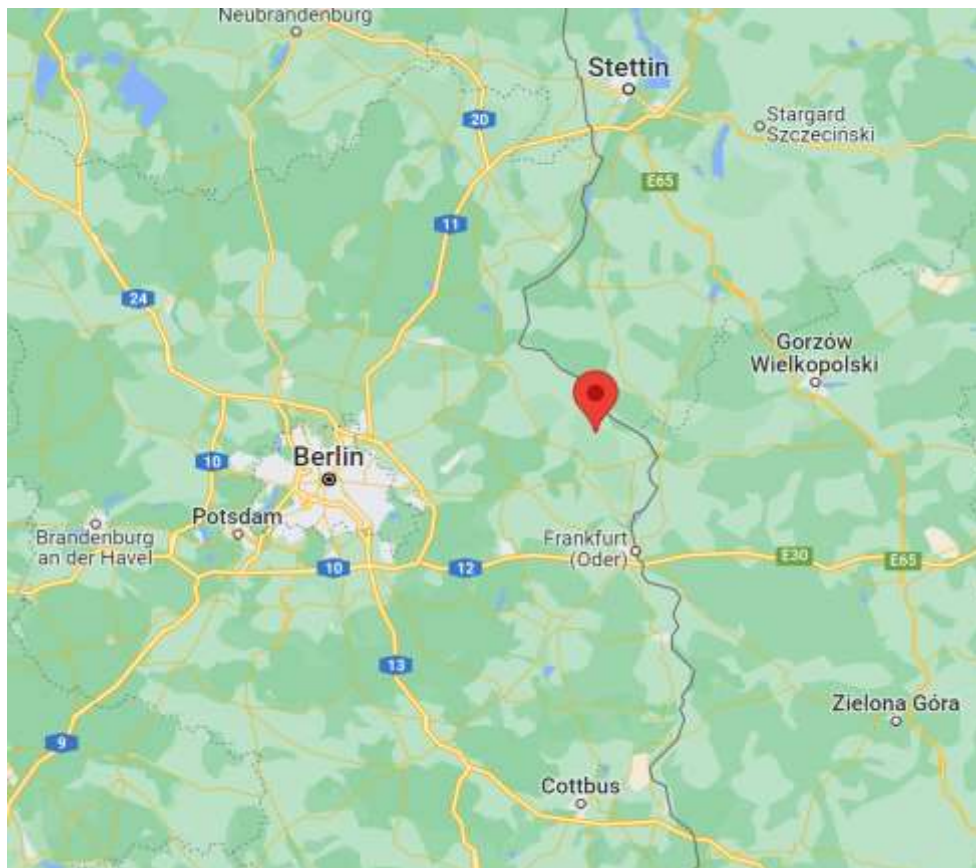 Neubrandenburg
Stettin
20
Stargard
Szczeciński
E65
11
24
Gorzów
Wielkopolski
Berlin
10
Potsdam
Brandenburg
an der Havel
Frankfurt
(Oder)
10
12
E30
E65
13
Zielona Góra
9
Cottbus